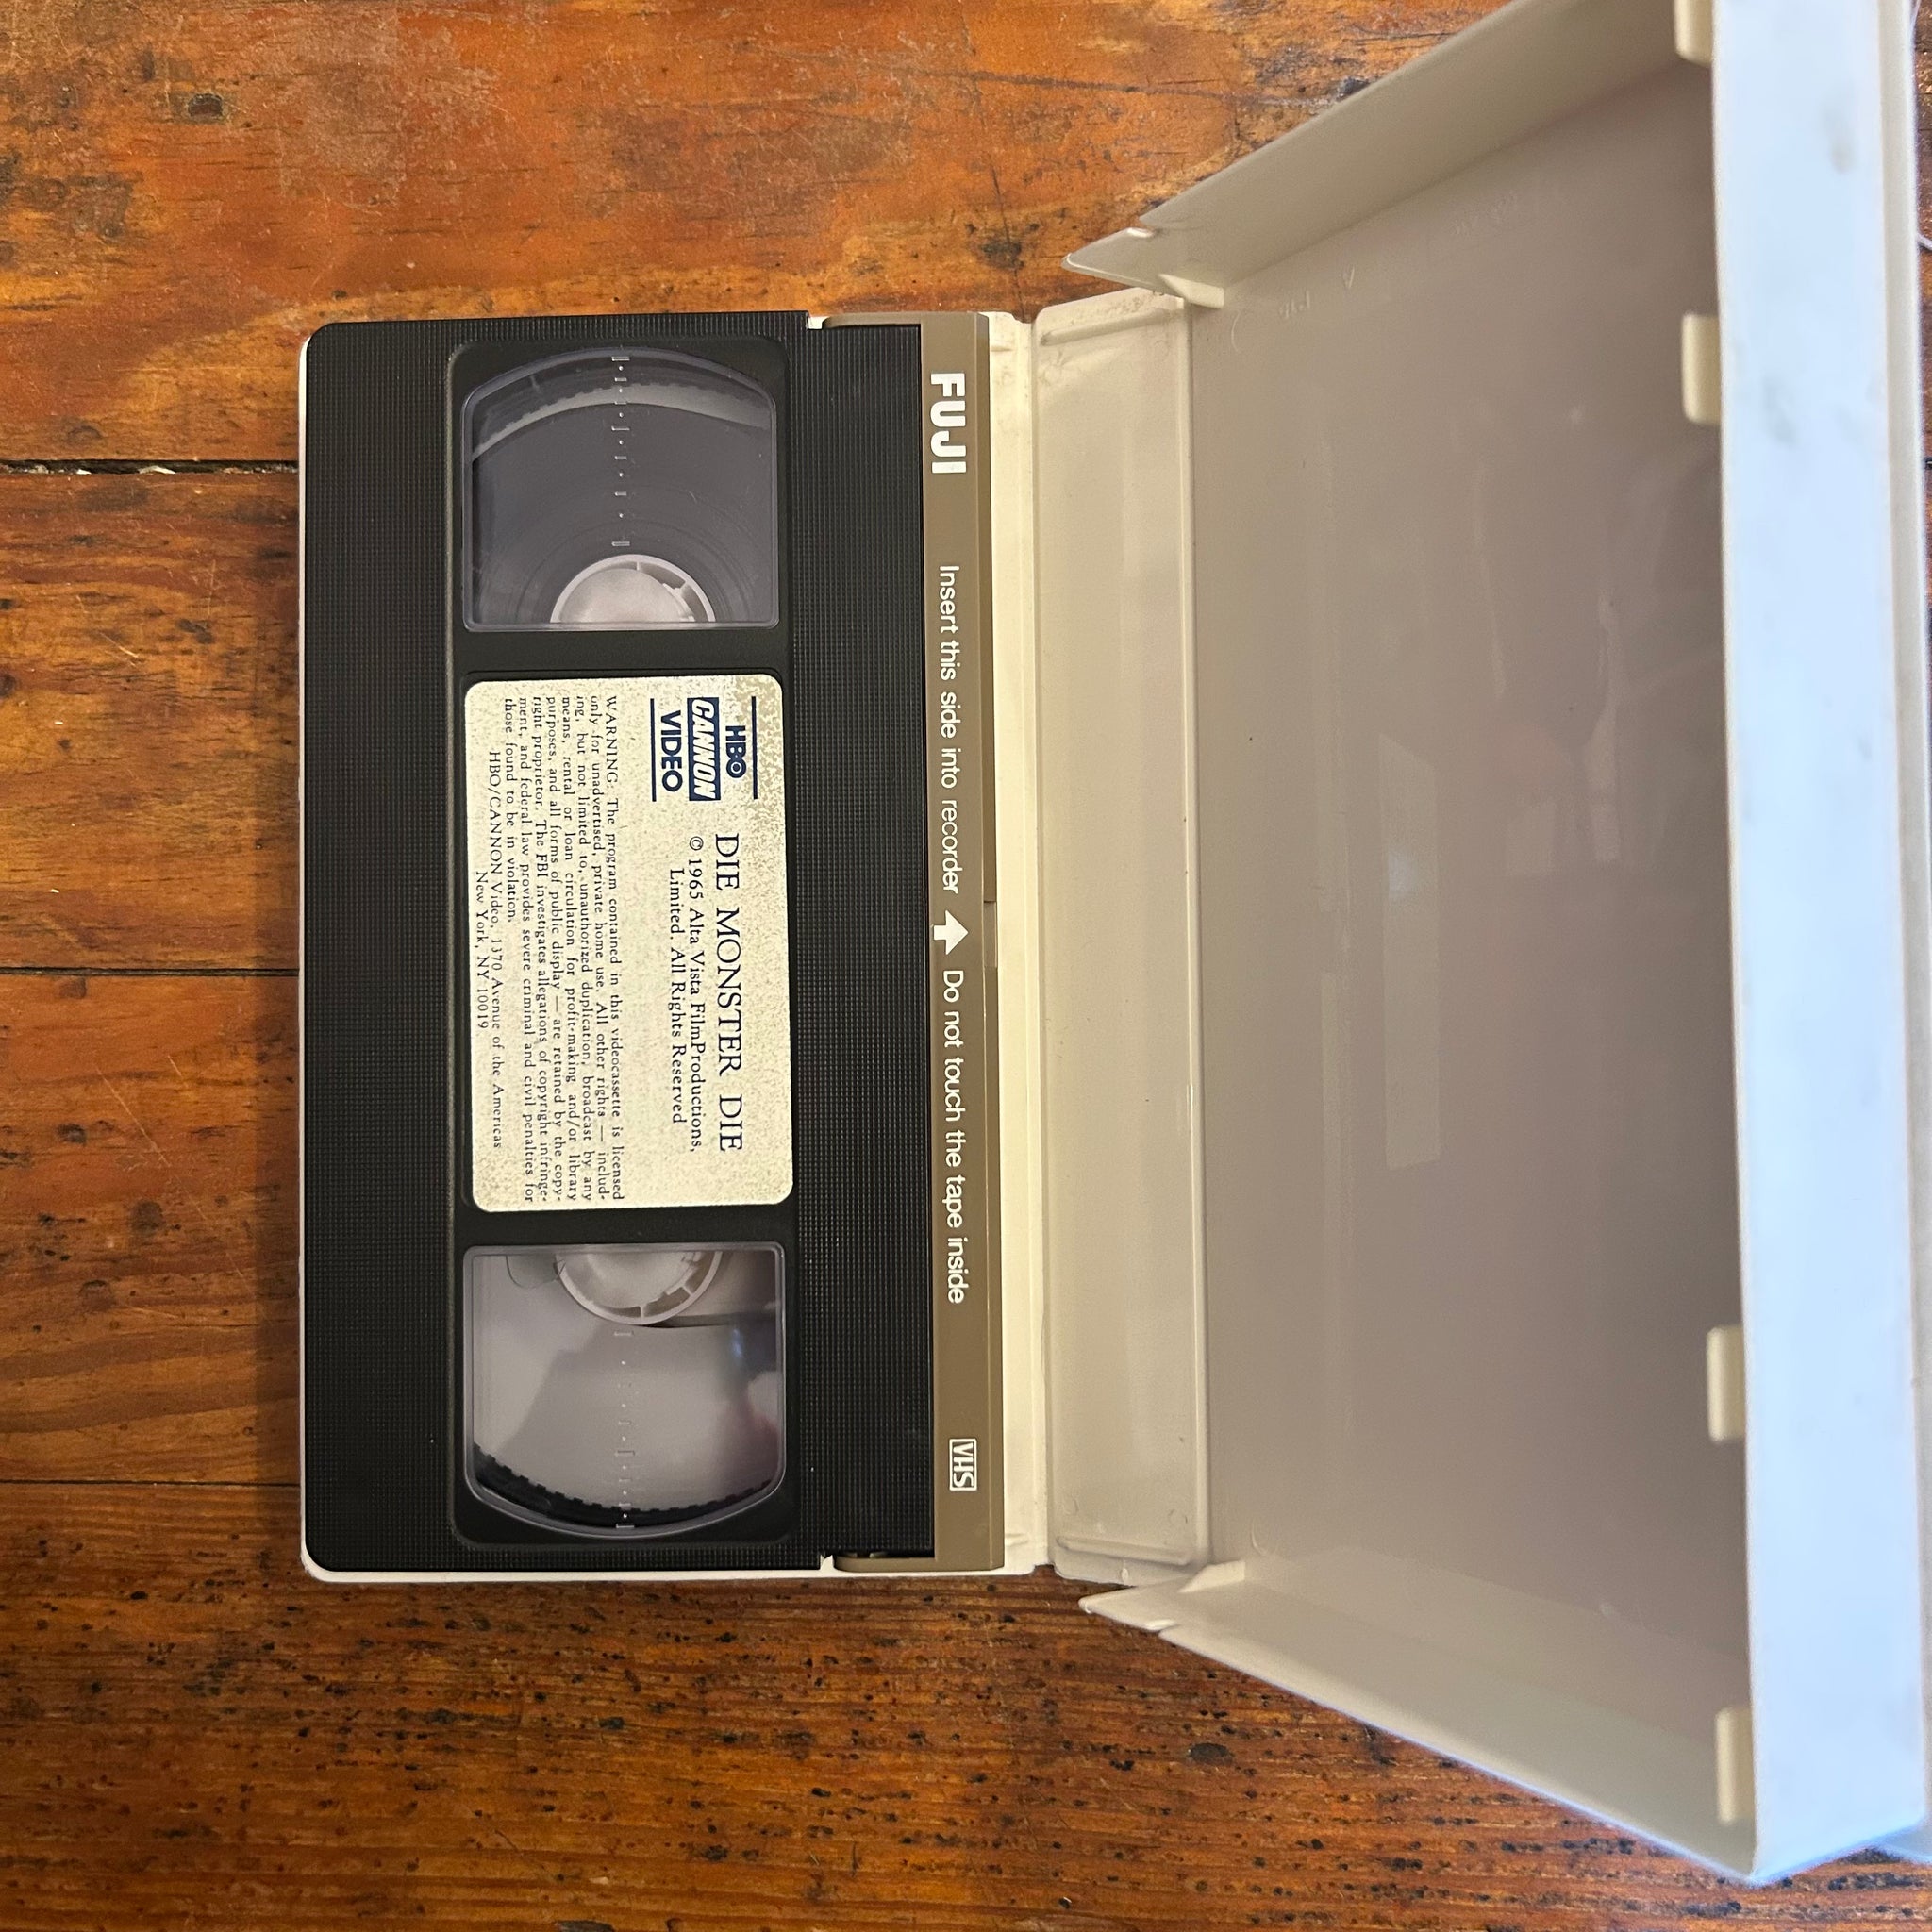 FUJI
Insert this side into recorder
Do not touch the tape inside
VHS
HBO
CANNON
VIDEO
DIE MONSTER DIE
© 1965 Alta Vista FilmProductions,
Limited. All Rights Reserved
WARNING: The program contained in this videocassette is licensed
only for unadvertised, private home use. All other rights — includ-
ing, but not limited to, unauthorized duplication, broadcast by any
means, rental or loan circulation for profit-making and/or library
purposes, and all forms of public display — are retained by the copy-
right proprietor. The FBI investigates allegations of copyright infringe-
ment, and federal law provides severe criminal and civil penalties for
those found to be in violation.
HBO/CANNON Video, 1370 Avenue of the Americas
New York, NY 10019